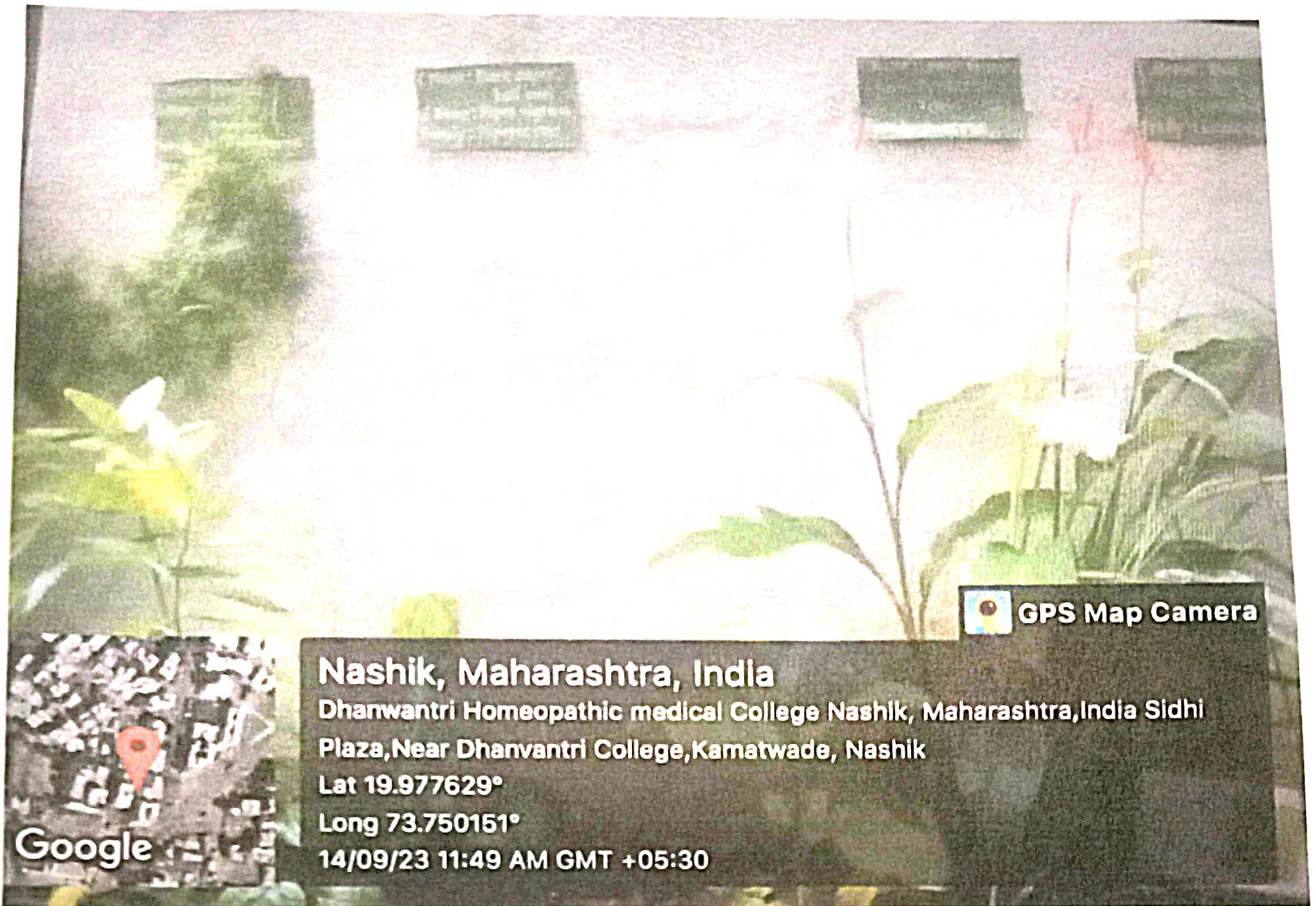 GPS Map Camera
Nashik, Maharashtra, India
Dhanwantri Homeopathic medical College Nashik, Maharashtra,India Sidhi
Plaza,Near Dhanvantri College,Kamatwade, Nashik
Lat 19.977629°
Long 73.750151°
14/09/23 11:49 AM GMT +05:30
Google